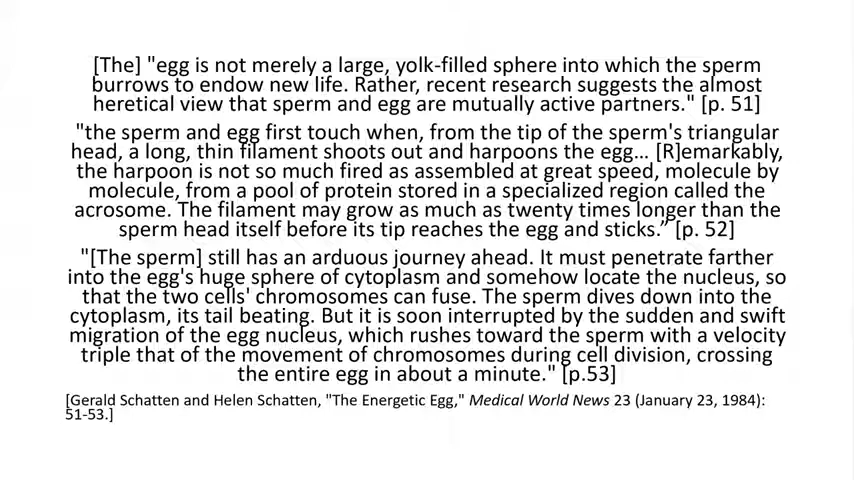 [The] "egg is not merely a large, yolk-filled sphere into which the sperm
burrows to endow new life. Rather, recent research suggests the almost
heretical view that sperm and egg are mutually active partners." [p. 51]
"the sperm and egg first touch when, from the tip of the sperm's triangular
head, a long, thin filament shoots out and harpoons the egg... [R]emarkably,
the harpoon is not so much fired as assembled at great speed, molecule by
molecule, from a pool of protein stored in a specialized region called the
acrosome. The filament may grow as much as twenty times longer than the
sperm head itself before its tip reaches the egg and sticks.” [p. 52]
"[The sperm] still has an arduous journey ahead. It must penetrate farther
into the egg's huge sphere of cytoplasm and somehow locate the nucleus, so
that the two cells' chromosomes can fuse. The sperm dives down into the
cytoplasm, its tail beating. But it is soon interrupted by the sudden and swift
migration of the egg nucleus, which rushes toward the sperm with a velocity
triple that of the movement of chromosomes during cell division, crossing
the entire egg in about a minute." [p.53]
[Gerald Schatten and Helen Schatten, "The Energetic Egg," Medical World News 23 (January 23, 1984):
51-53.]